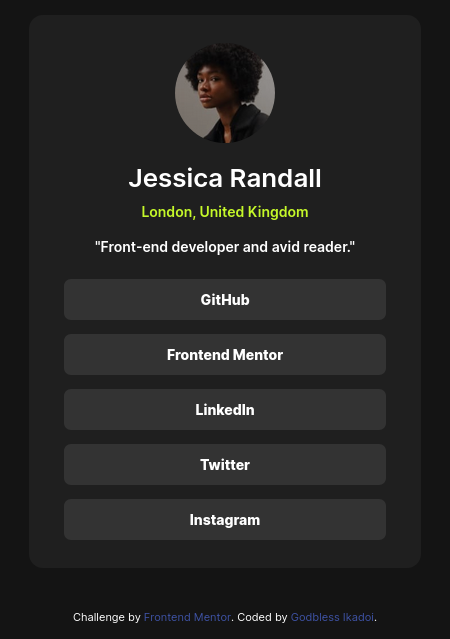 Jessica Randall
London, United Kingdom
"Front-end developer and avid reader."
GitHub
Frontend Mentor
LinkedIn
Twitter
Instagram
Challenge by Frontend Mentor. Coded by Godbless Ikadoi.